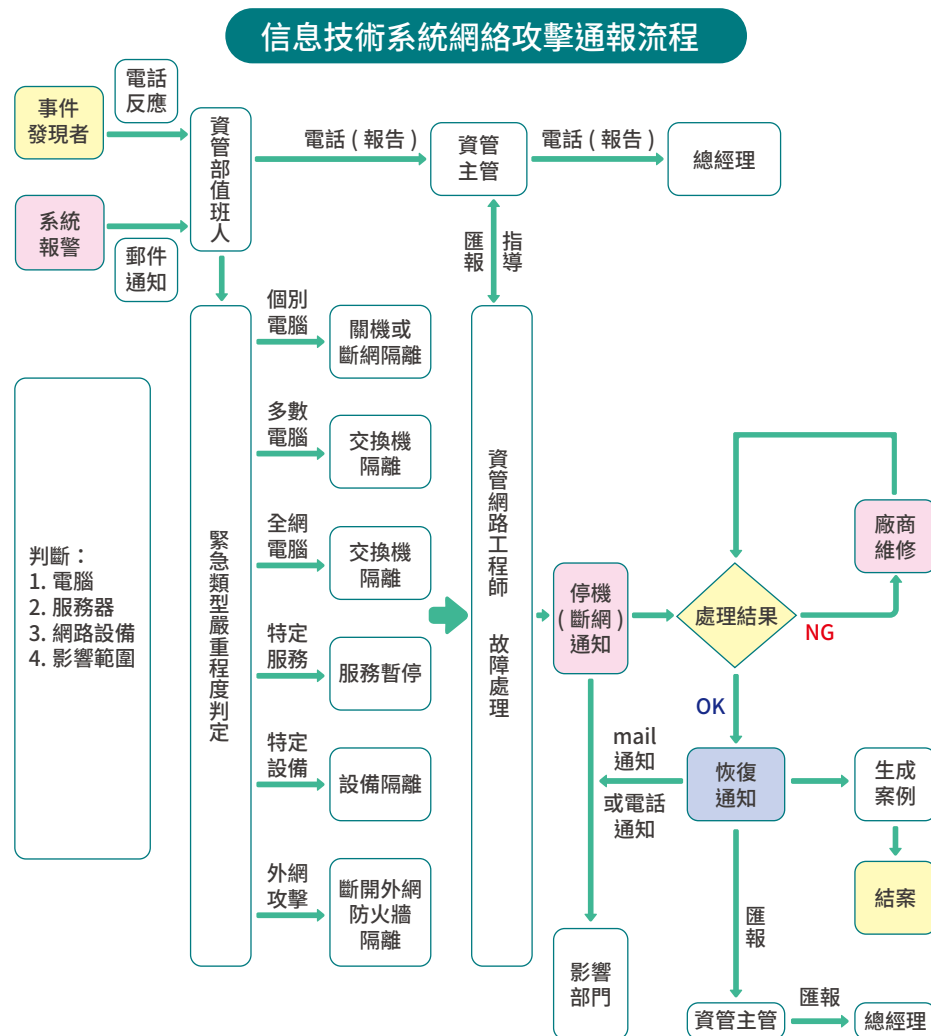 信息技術系統網絡攻擊通報流程
事件
發現者
電話
反應
系統
報警
郵件
通知
資管部值班人
電話 ( 報告 )
資管
主管
電話 ( 報告 )
總經理
匯報
指導
判斷：
1. 電腦
2. 服務器
3. 網路設備
4. 影響範圍
緊急類型嚴重程度判定
個別
電腦
關機或
斷網隔離
多數
電腦
交換機
隔離
全網
電腦
交換機
隔離
特定
服務
服務暫停
特定
設備
設備隔離
外網
攻擊
斷開外網
防火牆
隔離
資管網路工程師 故障處理
停機
( 斷網 )
通知
處理結果
NG
廠商
維修
OK
恢復
通知
mail
通知
或電話
通知
影響
部門
生成
案例
結案
匯報
資管主管
匯報
總經理